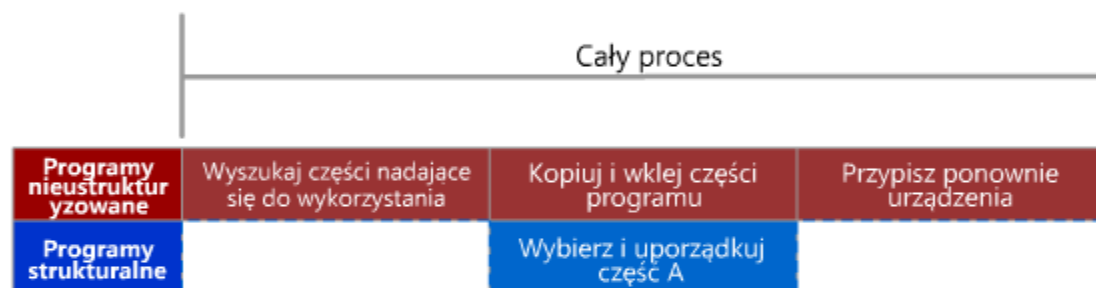 Cały proces
Programy
nieustruktur
yzowane
Wyszukaj części nadające
się do wykorzystania
Kopiuj i wklej części
programu
Przypisz ponownie
urządzenia
Programy
strukturalne
Wybierz i uporządkuj
część A